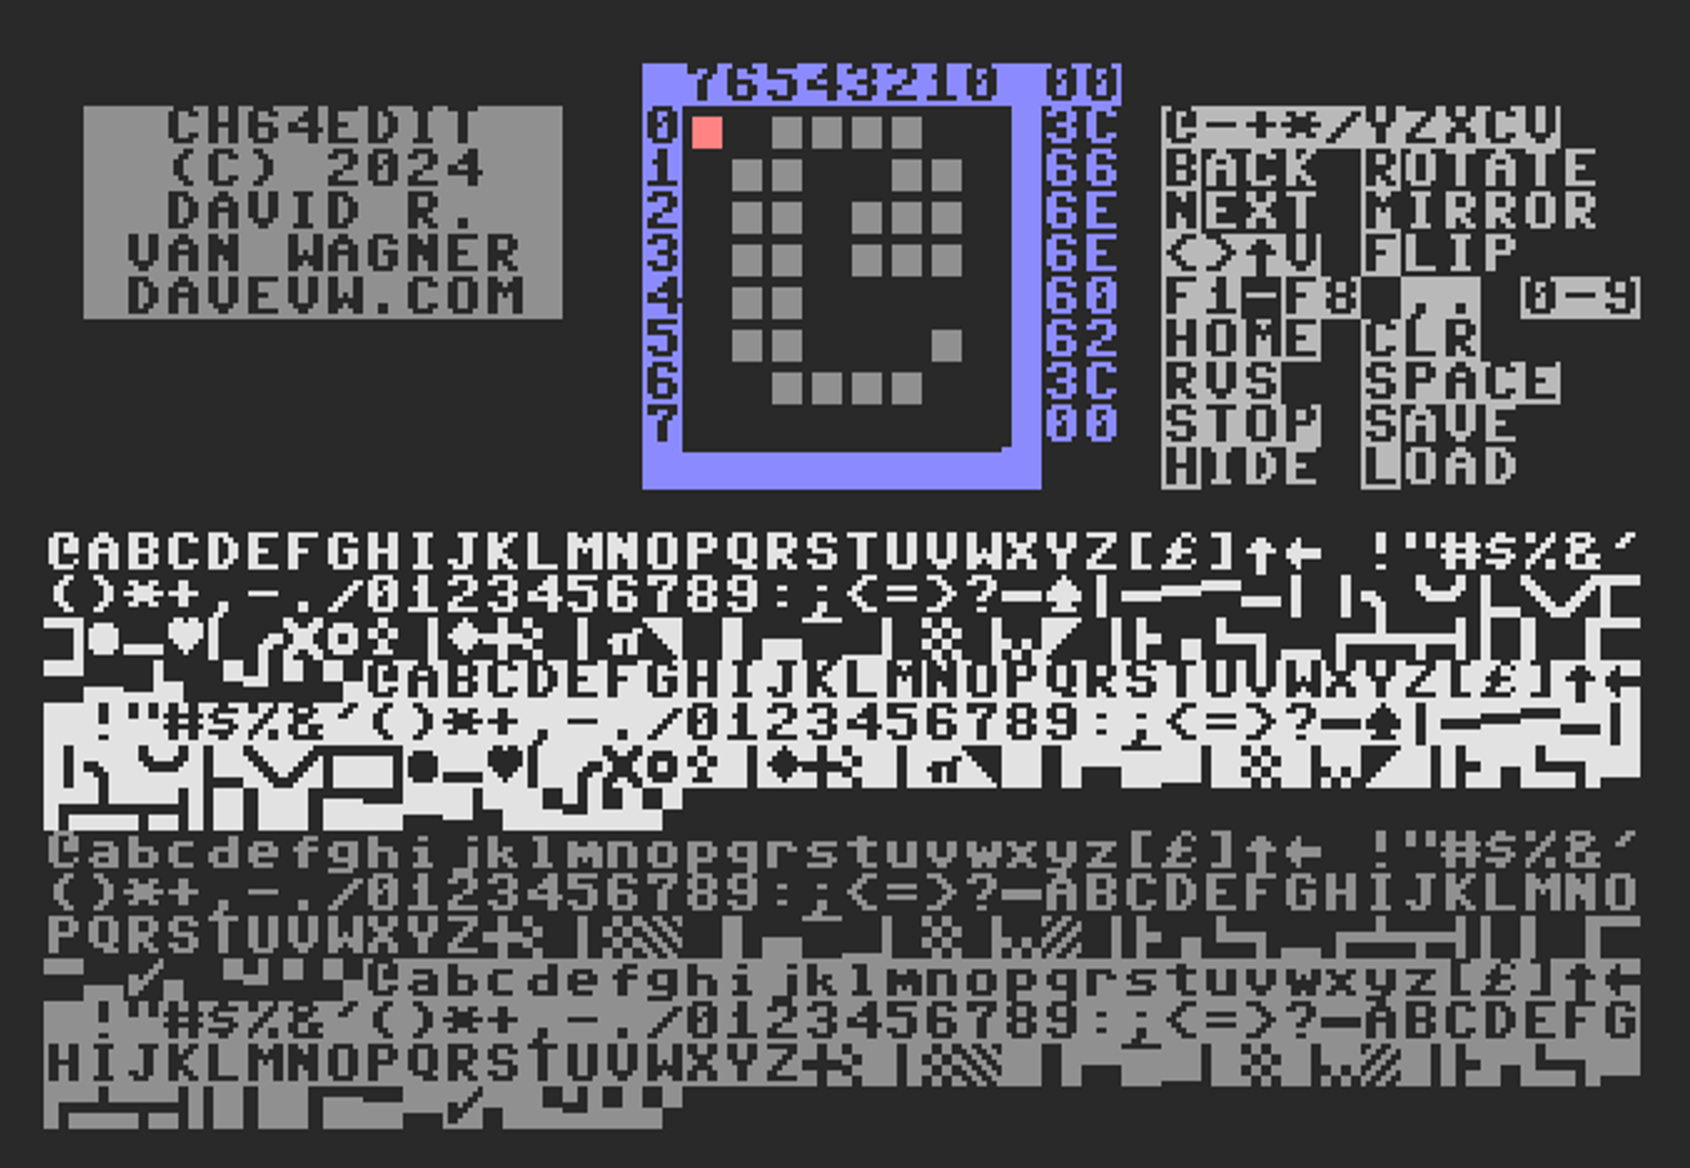 CH64EDIT
(C) 2024
DAVID R.
VAN WAGNER
DAVEVW.COM
76543210 00
0 3C
1 66
2 6E
3 6E
4 60
5 62
6 3C
7 00
@-+*/YZXCV
BACK ROTATE
NEXT MIRROR
<>↑V FLIP
F1-F8 ,. 0-9
HOME CLR
RVS SPACE
STOP SAVE
HIDE LOAD
@ABCDEFGHIJKLMNOPQRSTUVWXYZ[£]↑← !"#$%&'
()*+,-./0123456789:;<=>?
@ABCDEFGHIJKLMNOPQRSTUVWXYZ[£]↑←
!"#$%&'()*+,-./0123456789:;<=>?
@abcdefghijklmnopqrstuvwxyz[£]↑← !"#$%&'
()*+,-./0123456789:;<=>?━ABCDEFGHIJKLMNO
PQRSTUVWXYZ
@abcdefghijklmnopqrstuvwxyz[£]↑←
!"#$%&'()*+,-./0123456789:;<=>?━ABCDEFG
HIJKLMNOPQRSTUVWXYZ